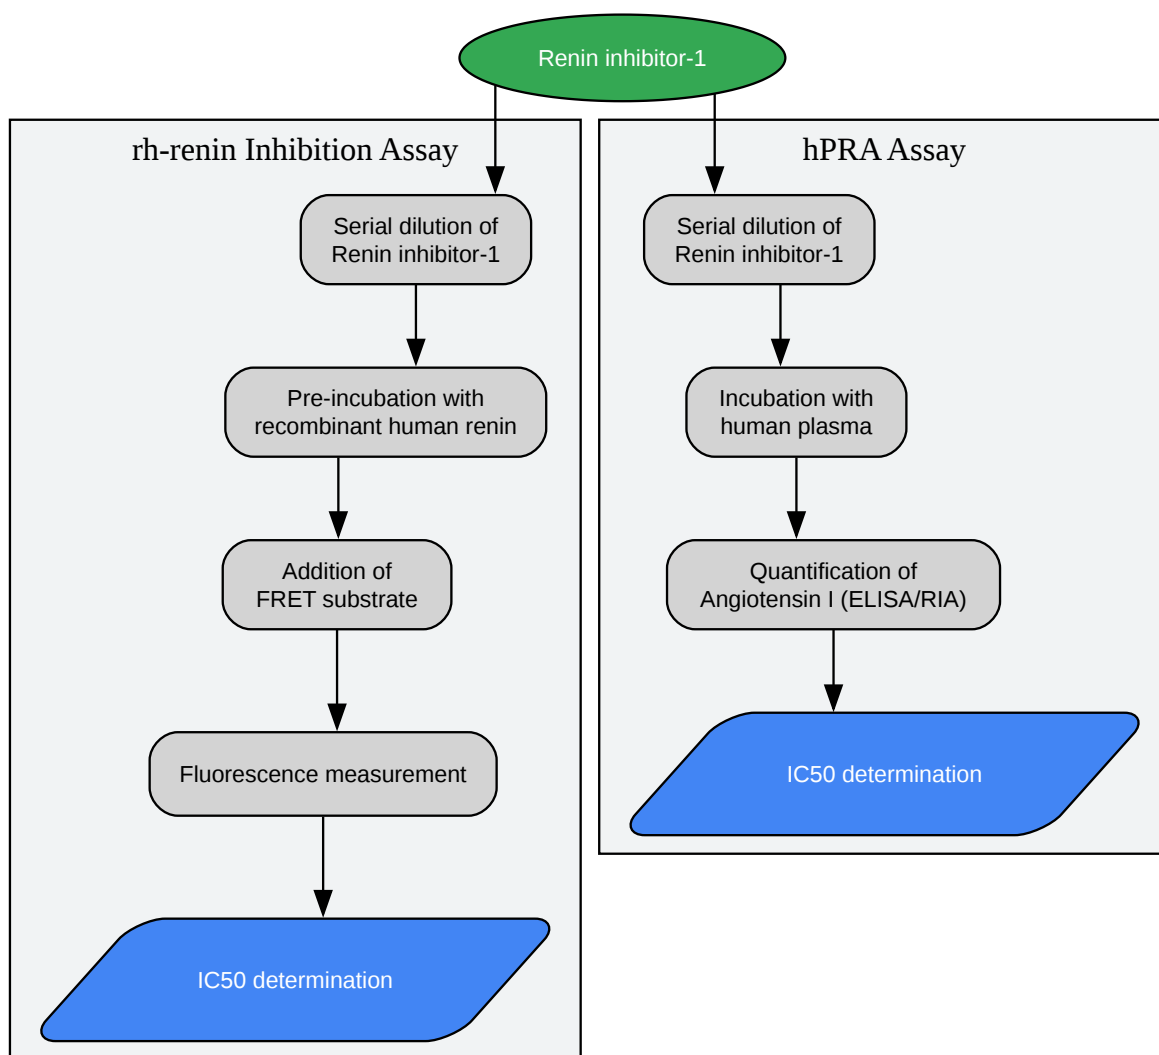 Renin inhibitor-1
rh-renin Inhibition Assay
Serial dilution of
Renin inhibitor-1
Pre-incubation with
recombinant human renin
Addition of
FRET substrate
Fluorescence measurement
IC50 determination
hPRA Assay
Serial dilution of
Renin inhibitor-1
Incubation with
human plasma
Quantification of
Angiotensin I (ELISA/RIA)
IC50 determination